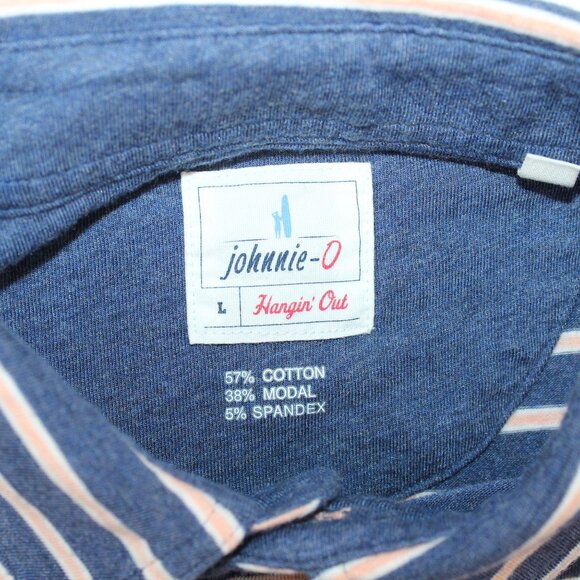 johnnie-O
L Hangin' Out
57% COTTON
38% MODAL
5% SPANDEX